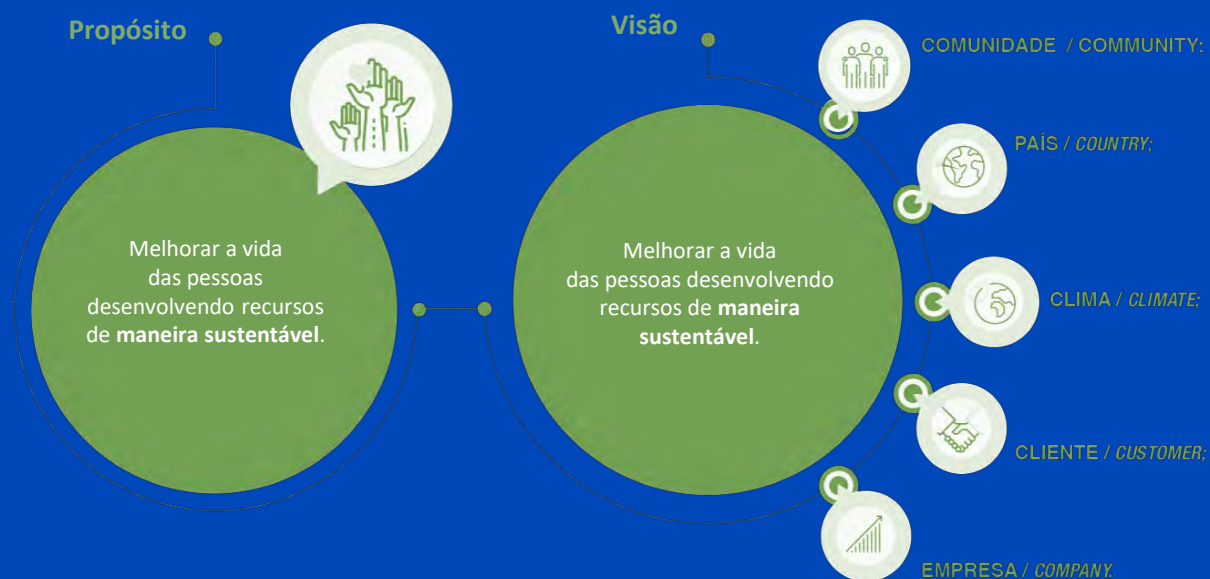 Propósito
Melhorar a vida
das pessoas
desenvolvendo recursos
de maneira sustentável.
Visão
Melhorar a vida
das pessoas desenvolvendo
recursos de maneira
sustentável.
COMUNIDADE / COMMUNITY;
PAÍS / COUNTRY;
CLIMA / CLIMATE;
CLIENTE / CUSTOMER;
EMPRESA / COMPANY.